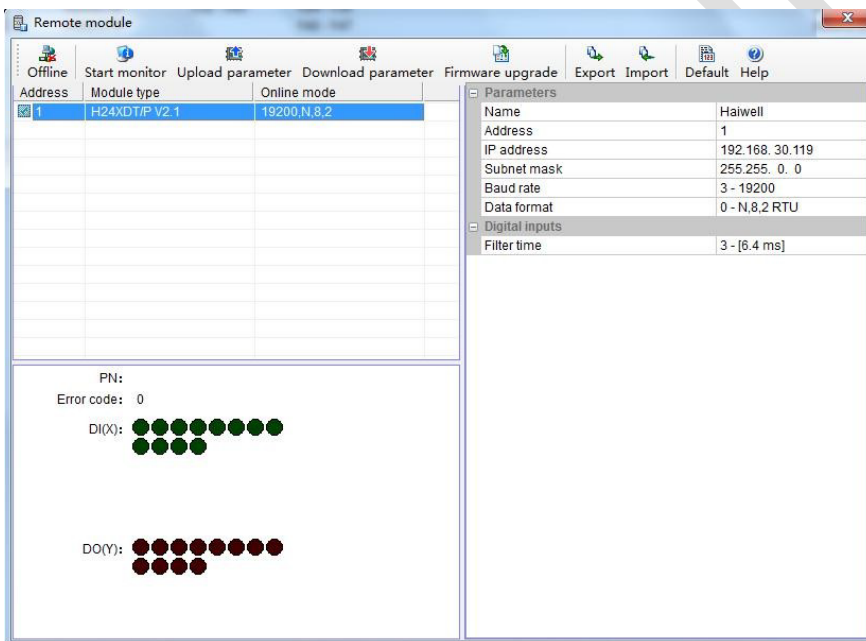 Remote module
Offline Start monitor Upload parameter Download parameter Firmware upgrade Export Import Default Help
Address Module type Online mode
1 H24XDT/P V2.1 19200,N,8,2
Parameters
Name Haiwell
Address 1
IP address 192.168. 30.119
Subnet mask 255.255. 0. 0
Baud rate 3 - 19200
Data format 0 - N,8,2 RTU
Digital inputs
Filter time 3 - [6.4 ms]
PN:
Error code: 0
DI(X):
DO(Y):